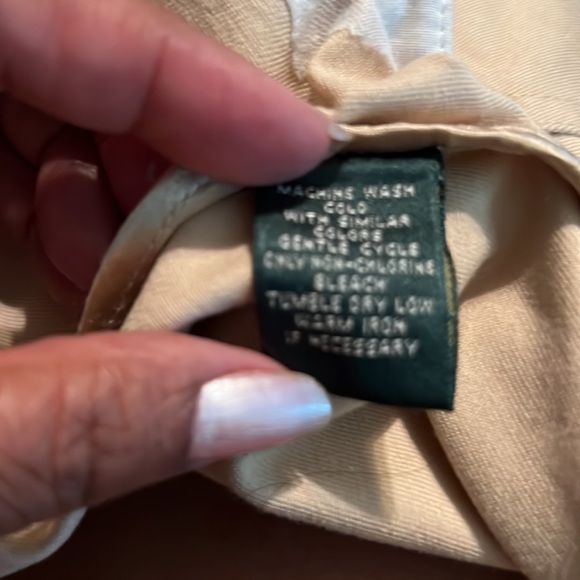 MACHINE WASH
COLD
WITH SIMILAR
COLORS
GENTLE CYCLE
ONLY NON-CHLORINE
BLEACH
TUMBLE DRY LOW
WARM IRON
IF NECESSARY